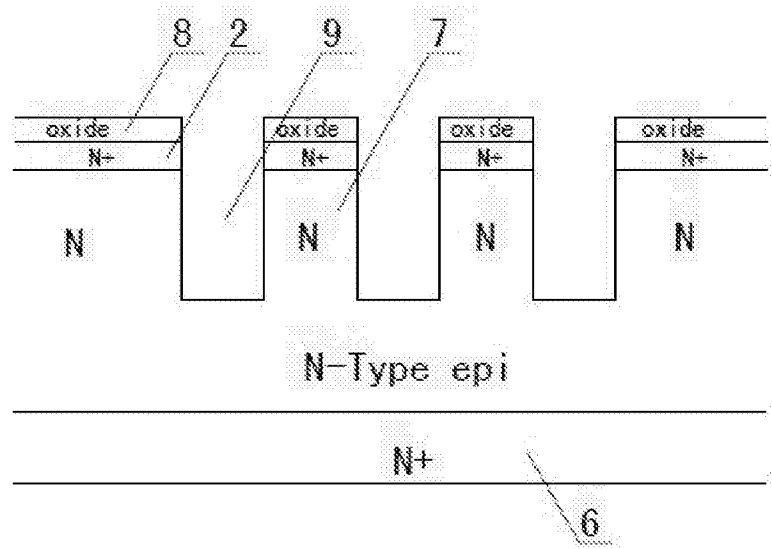 8 2 9 7
oxide oxide oxide oxide
N+ N+ N+ N+
N N N N
N-Type epi
N+
6